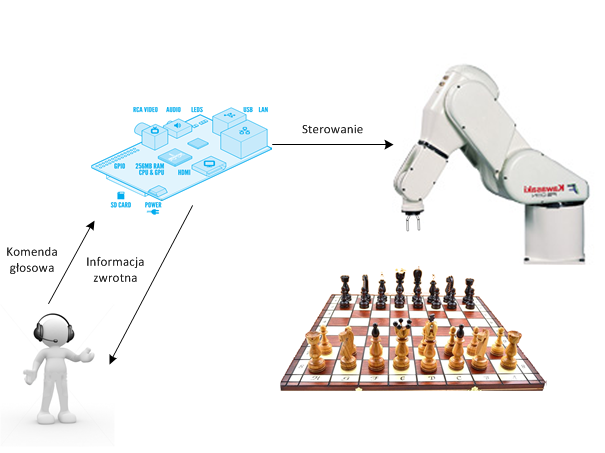 RCA VIDEO AUDIO LEDS USB LAN
Sterowanie
GPIO 256MB RAM
CPU & GPU HDMI
SD CARD POWER
Komenda
głosowa
Informacja
zwrotna
Kawasaki